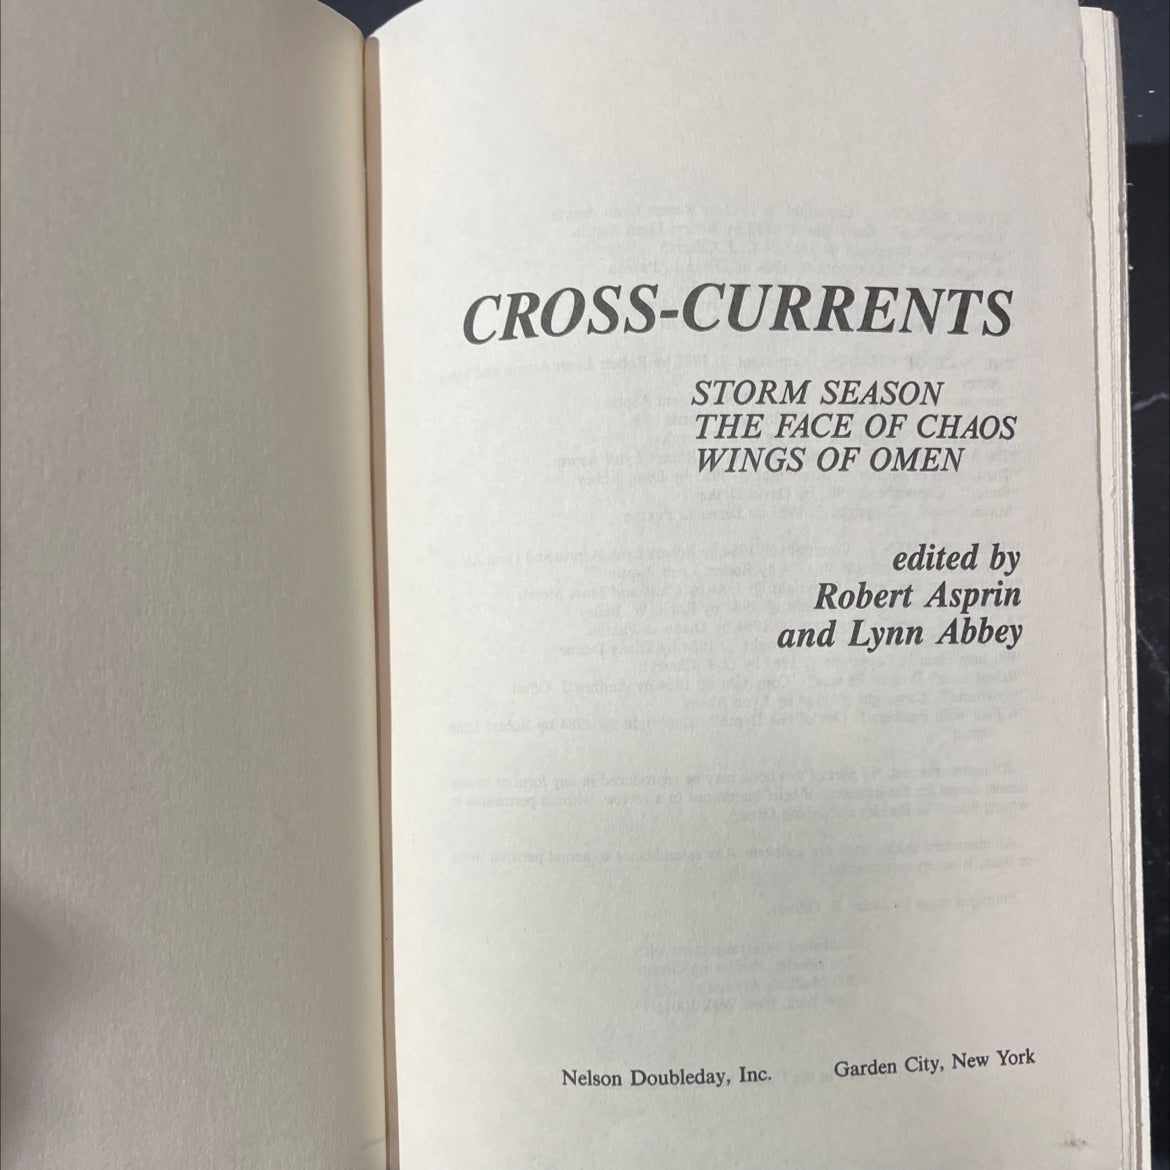 CROSS-CURRENTS
STORM SEASON
THE FACE OF CHAOS
WINGS OF OMEN
edited by
Robert Asprin
and Lynn Abbey
Nelson Doubleday, Inc. Garden City, New York